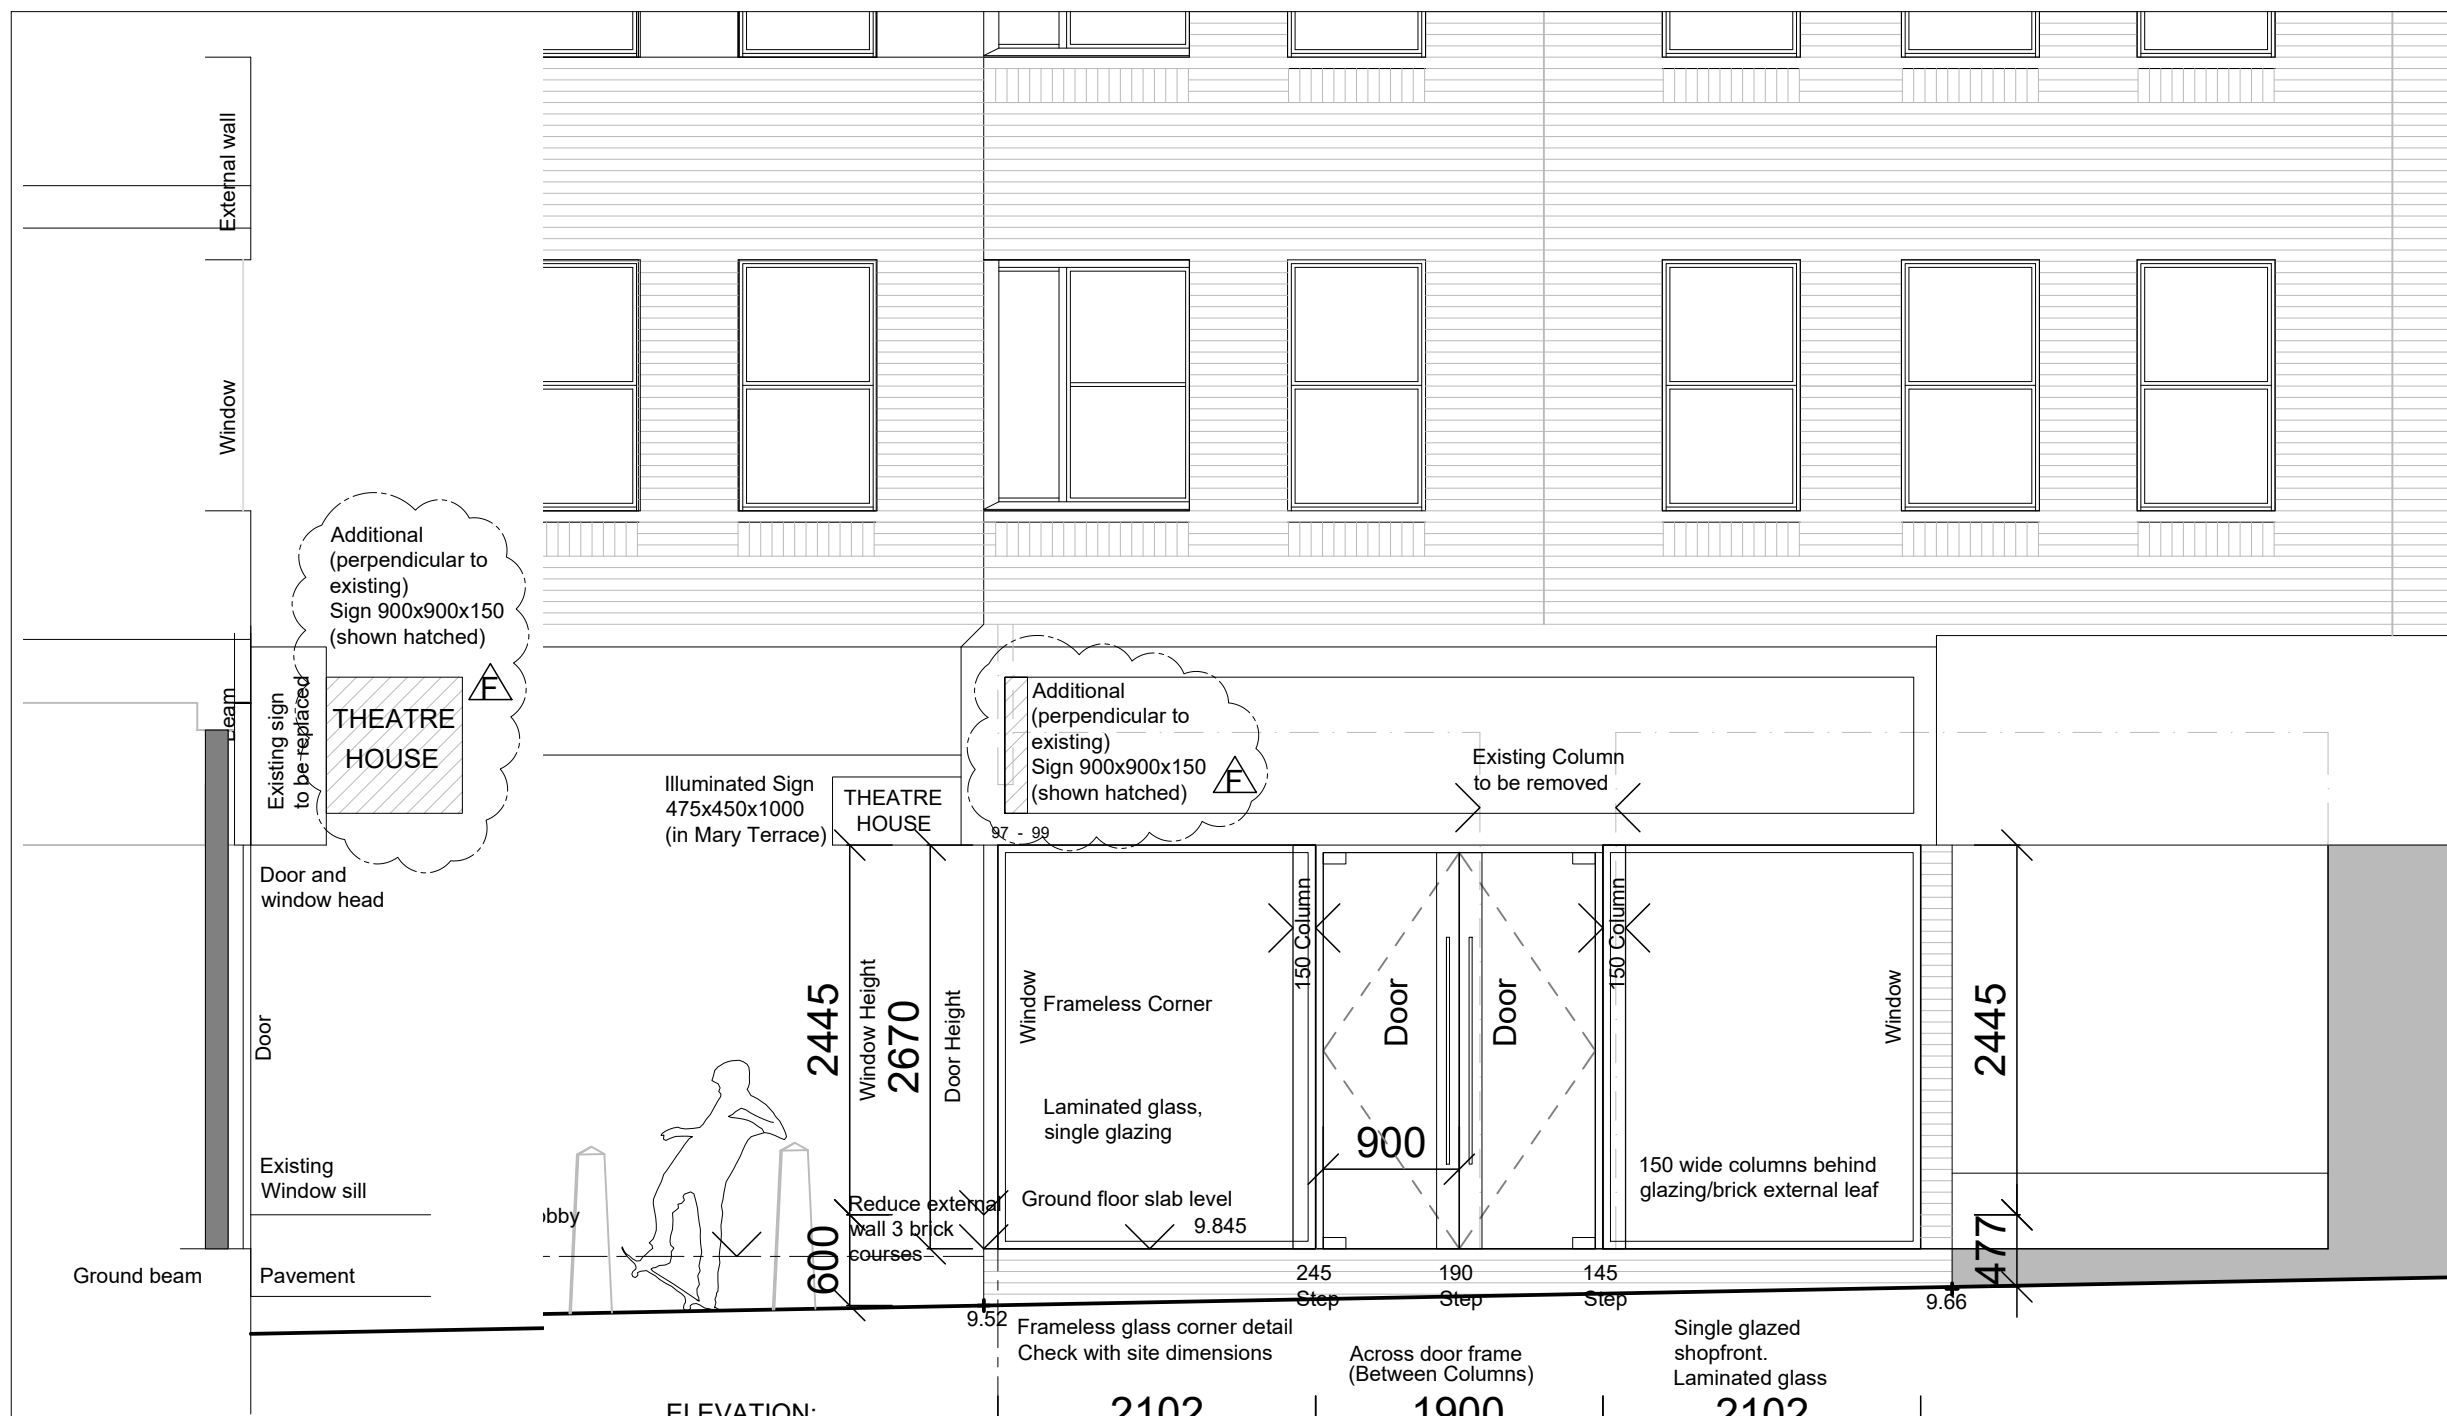 External wall
Window
Additional
(perpendicular to
existing)
Sign 900x900x150
(shown hatched)
F
Existing sign
to be replaced
THEATRE
HOUSE
Door and
window head
Door
Existing
Window sill
Ground beam
Pavement
Illuminated Sign
475x450x1000
(in Mary Terrace)
THEATRE
HOUSE
Additional
(perpendicular to
existing)
Sign 900x900x150
(shown hatched)
F
97 - 99
Existing Column
to be removed
2445
Window Height
2670
Door Height
Window
Frameless Corner
Laminated glass,
single glazing
150 Column
Door
Door
900
150 Column
Window
150 wide columns behind
glazing/brick external leaf
2445
477
600
Reduce external
wall 3 brick
courses
Ground floor slab level
9.845
245
Step
190
Step
145
Step
9.52
9.66
Frameless glass corner detail
Check with site dimensions
Across door frame
(Between Columns)
Single glazed
shopfront.
Laminated glass
ELEVATION:
2102
1900
2102